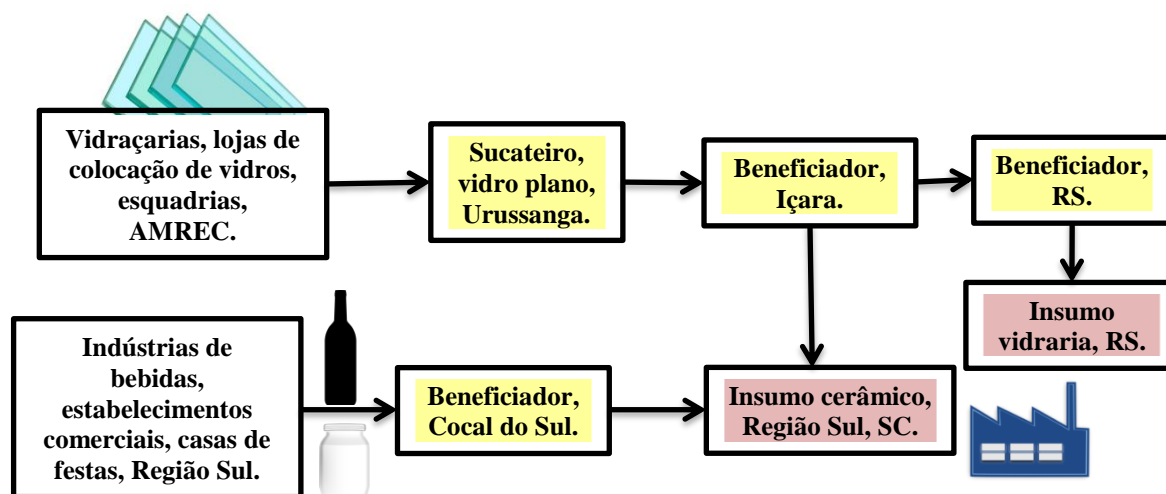 Vidraçarias, lojas de
colocação de vidros,
esquadrias,
AMREC.
Sucateiro,
vidro plano,
Urussanga.
Beneficiador,
Içara.
Beneficiador,
RS.
Insumo
vidraria, RS.
Indústrias de
bebidas,
estabelecimentos
comerciais, casas de
festas, Região Sul.
Beneficiador,
Cocal do Sul.
Insumo cerâmico,
Região Sul, SC.